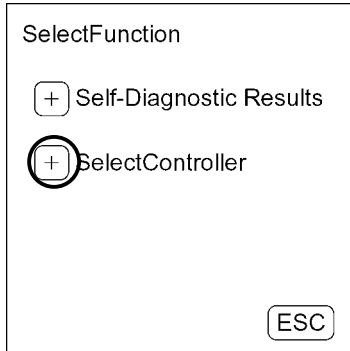 SelectFunction
+ Self-Diagnostic Results
+ SelectController
ESC